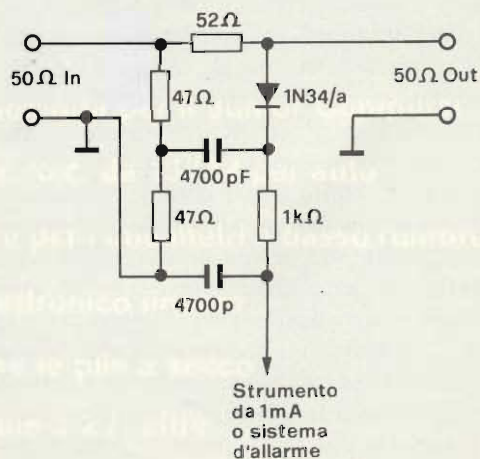 52Ω
50Ω In
47Ω
1N34/a
50Ω Out
4700pF
47Ω
1kΩ
4700p
Strumento
da 1mA
o sistema
d'allarme